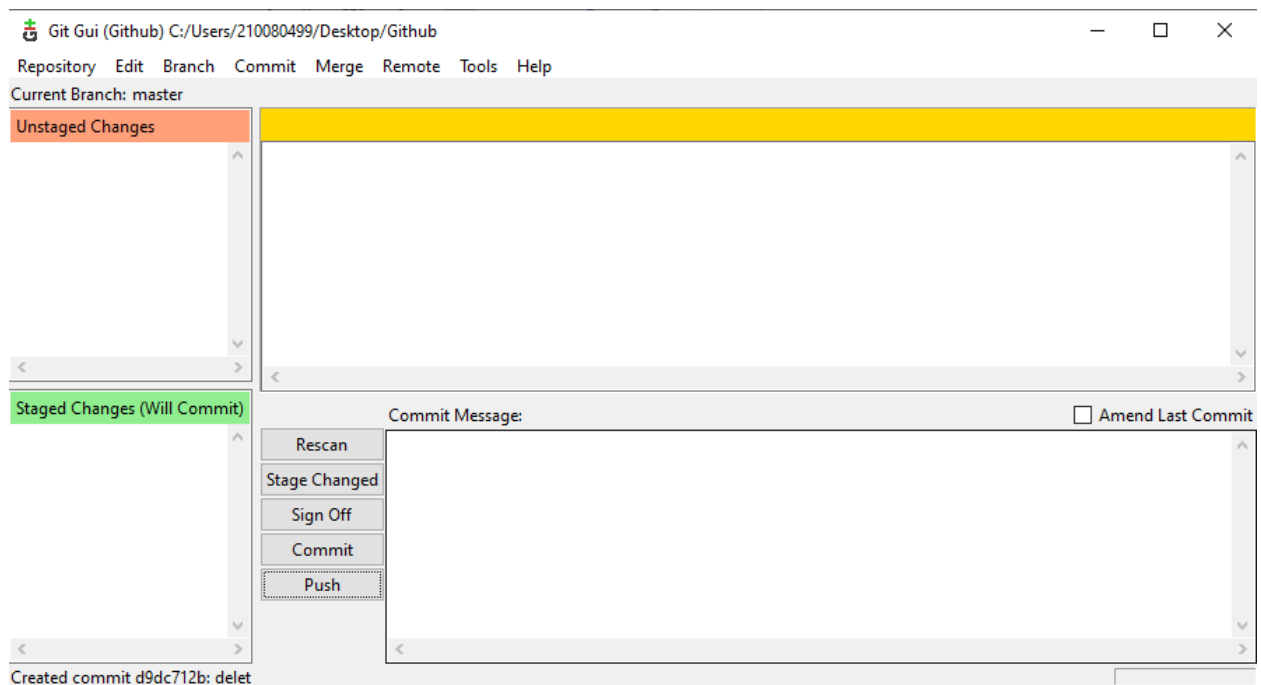 Git Gui (Github) C:/Users/210080499/Desktop/Github
Repository Edit Branch Commit Merge Remote Tools Help
Current Branch: master
Unstaged Changes
Staged Changes (Will Commit)
Commit Message:
Amend Last Commit
Rescan
Stage Changed
Sign Off
Commit
Push
Created commit d9dc712b: delet